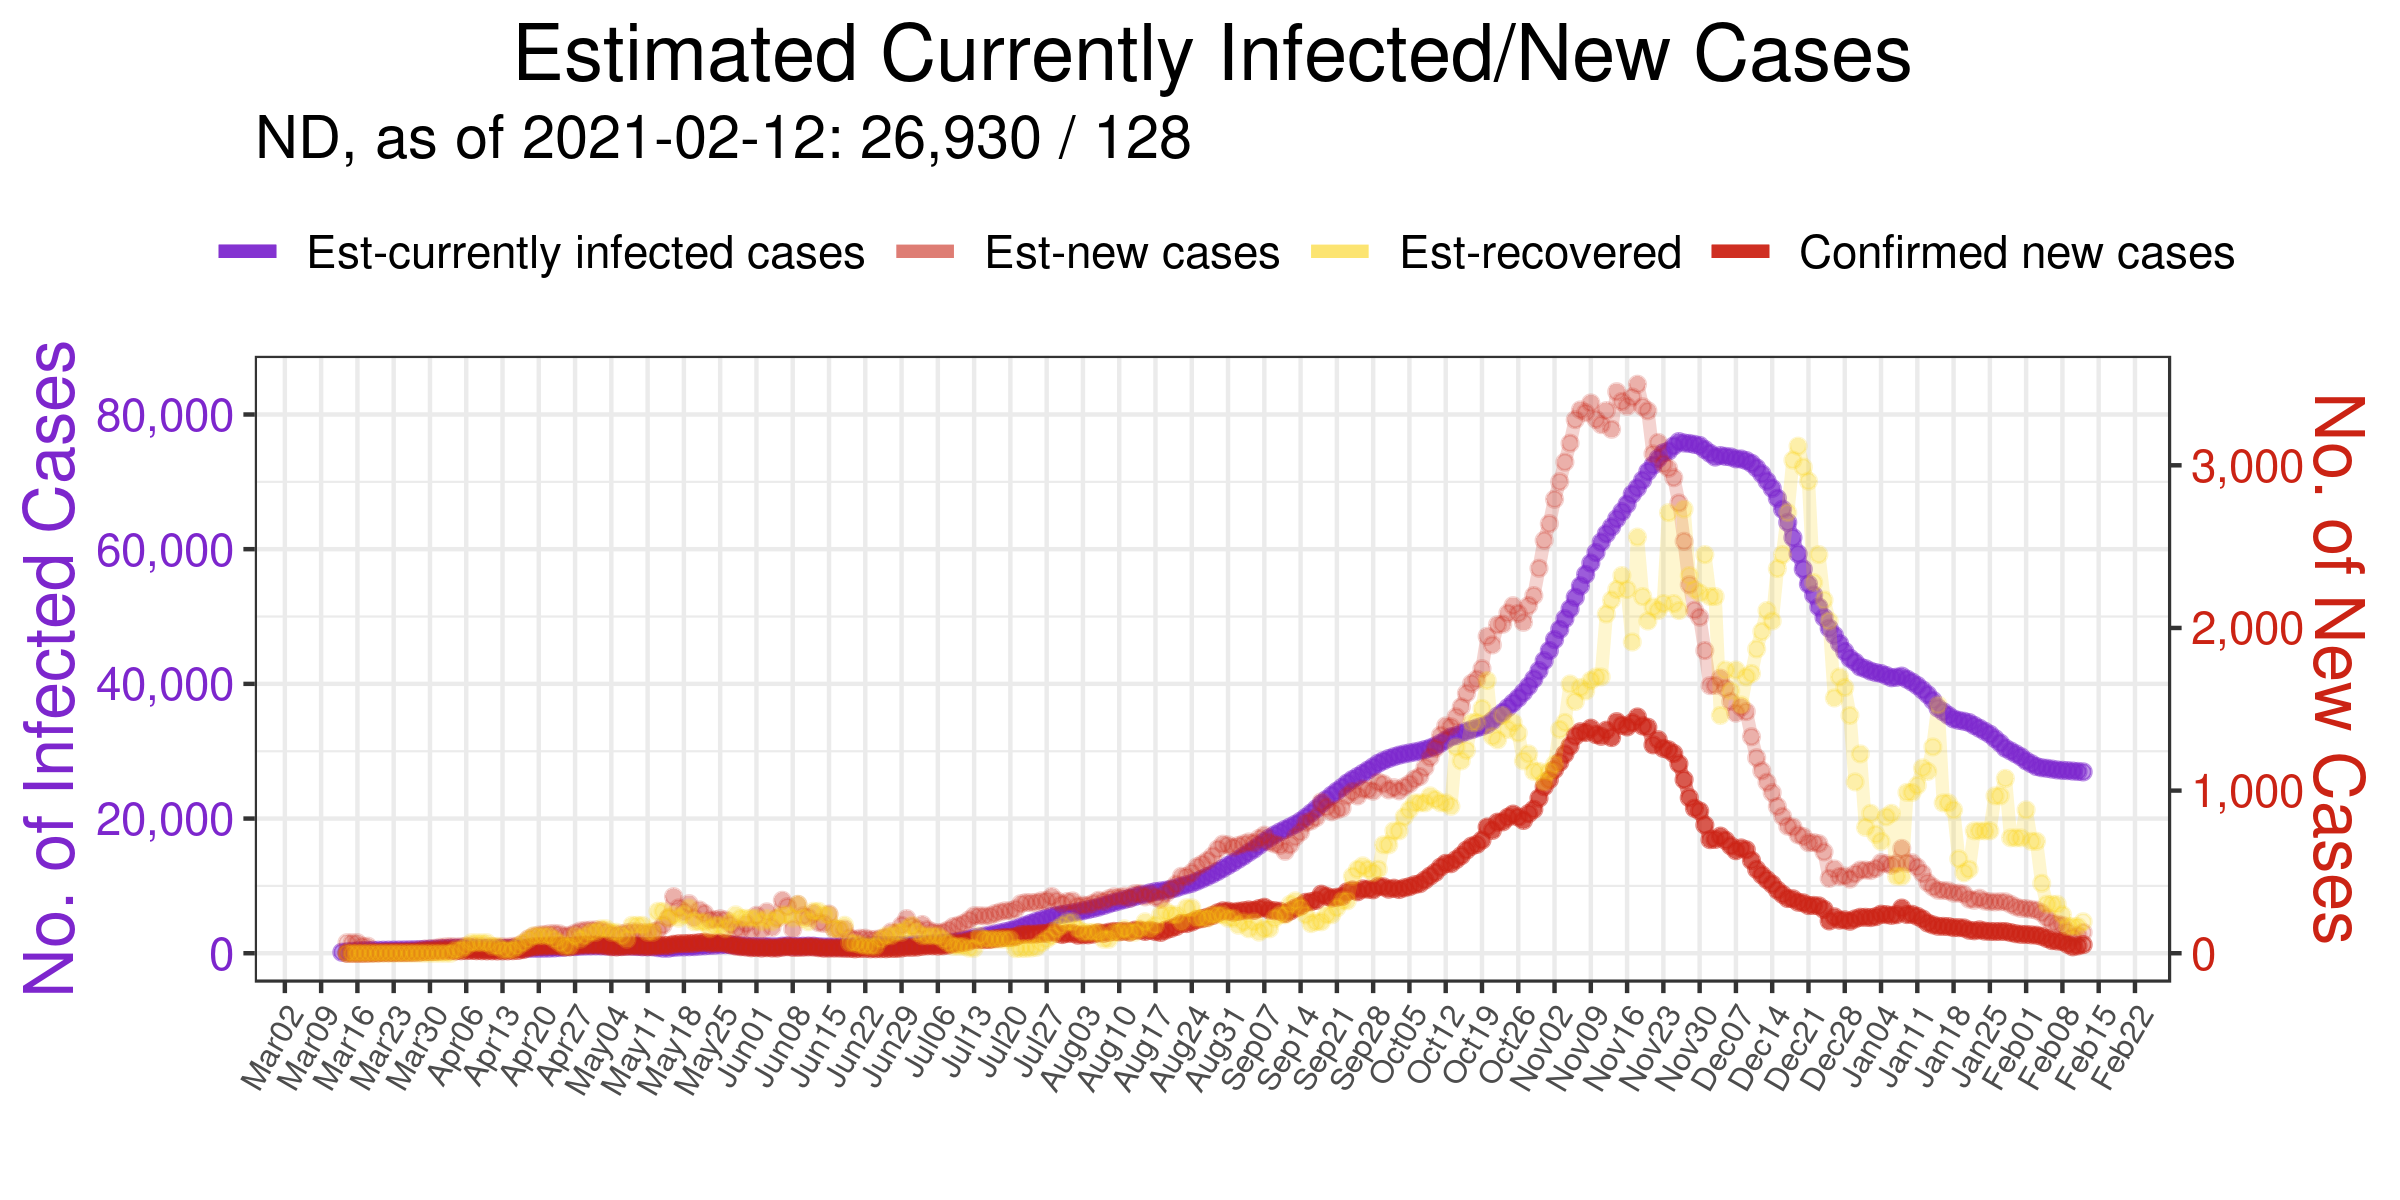 Estimated Currently Infected/New Cases
ND, as of 2021-02-12: 26,930 / 128
Est-currently infected cases
Est-new cases
Est-recovered
Confirmed new cases
No. of Infected Cases
80,000
60,000
40,000
20,000
0
3,000
2,000
1,000
0
No. of New Cases
Mar02
Mar09
Mar16
Mar23
Mar30
Apr06
Apr13
Apr20
Apr27
May04
May11
May18
May25
Jun01
Jun08
Jun15
Jun22
Jun29
Jul06
Jul13
Jul20
Jul27
Aug03
Aug10
Aug17
Aug24
Aug31
Sep07
Sep14
Sep21
Sep28
Oct05
Oct12
Oct19
Oct26
Nov02
Nov09
Nov16
Nov23
Nov30
Dec07
Dec14
Dec21
Dec28
Jan04
Jan11
Jan18
Jan25
Feb01
Feb08
Feb15
Feb22